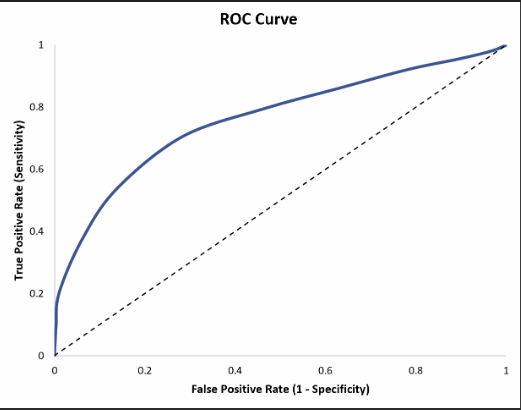 ROC Curve
True Positive Rate (Sensitivity)
1
0.8
0.6
0.4
0.2
0
0 0.2 0.4 0.6 0.8 1
False Positive Rate (1 - Specificity)